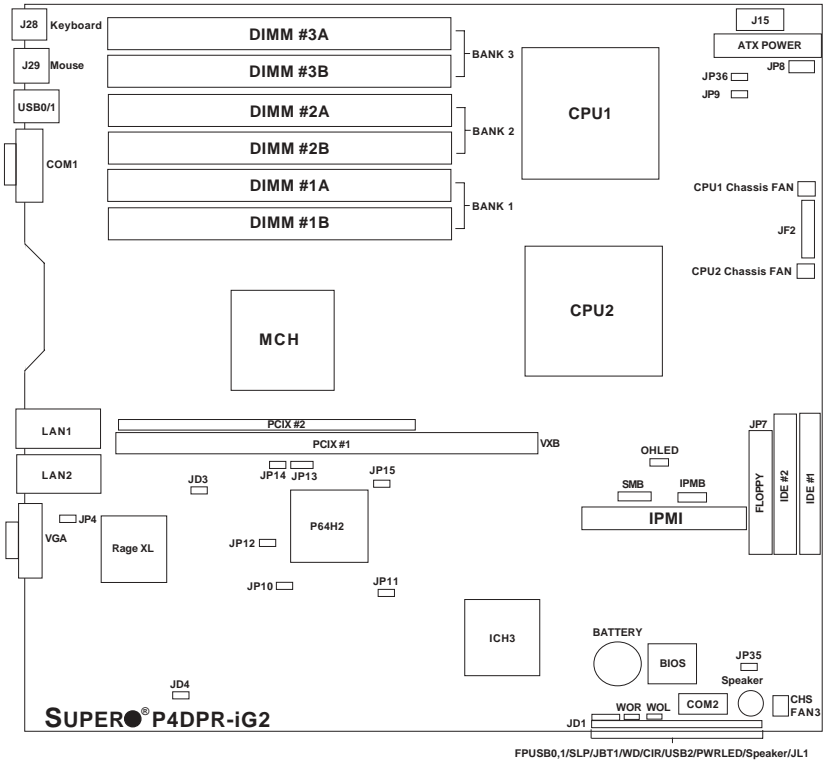 J28 Keyboard
J29 Mouse
USB0/1
COM1
DIMM #3A
DIMM #3B
BANK 3
DIMM #2A
DIMM #2B
BANK 2
DIMM #1A
DIMM #1B
BANK 1
CPU1
J15
ATX POWER
JP8
JP36
JP9
CPU1 Chassis FAN
JF2
CPU2 Chassis FAN
CPU2
MCH
LAN1
LAN2
PCIX #2
PCIX #1
VXB
JP14 JP13
JP15
JD3
JP4
VGA
Rage XL
P64H2
JP12
JP10
JP11
OHLED
SMB
IPMB
IPMI
JP7
FLOPPY
IDE #2
IDE #1
ICH3
BATTERY
BIOS
JP35
Speaker
COM2
CHS
FAN3
WOR WOL
JD1
JD4
SUPER® P4DPR-iG2
FPUSB0,1/SLP/JBT1/WD/CIR/USB2/PWRLED/Speaker/JL1